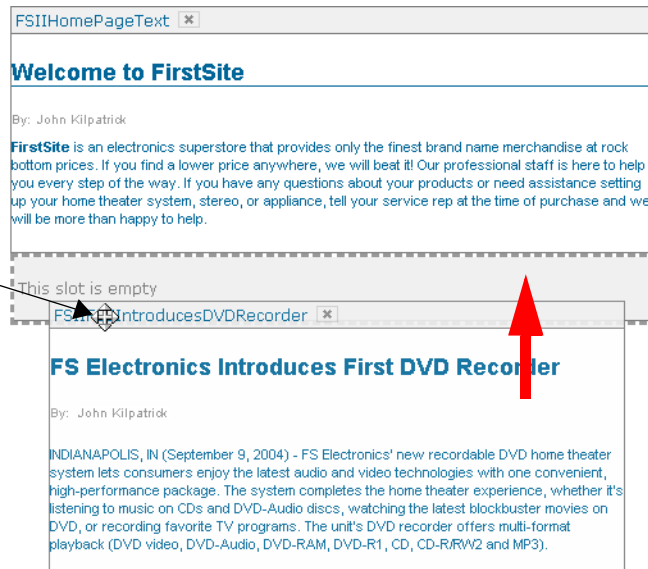 FSIIHomePageText
Welcome to FirstSite
By: John Kilpatrick
FirstSite is an electronics superstore that provides only the finest brand name merchandise at rock
bottom prices. If you find a lower price anywhere, we will beat it! Our professional staff is here to help
you every step of the way. If you have any questions about your products or need assistance setting
up your home theater system, stereo, or appliance, tell your service rep at the time of purchase and we
will be more than happy to help.
This slot is empty
IntroducesDVDRecorder
FS Electronics Introduces First DVD Recorder
By: John Kilpatrick
INDIANAPOLIS, IN (September 9, 2004) - FS Electronics' new recordable DVD home theater
system lets consumers enjoy the latest audio and video technologies with one convenient,
high-performance package. The system completes the home theater experience, whether it's
listening to music on CDs and DVD-Audio discs, watching the latest blockbuster movies on
DVD, or recording favorite TV programs. The unit's DVD recorder offers multi-format
playback (DVD video, DVD-Audio, DVD-RAM, DVD-R1, CD, CD-R/RW2 and MP3).